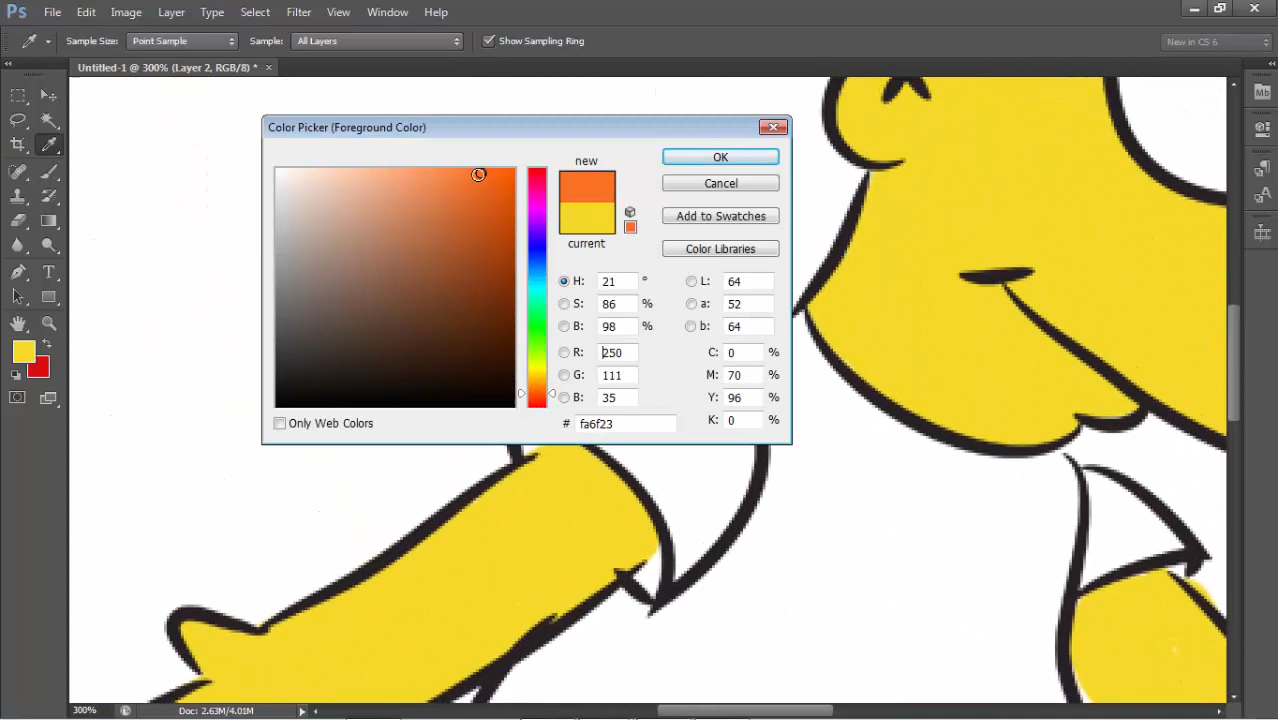 Ps File Edit Image Layer Type Select Filter View Window Help
Sample Size: Point Sample Sample: All Layers Show Sampling Ring New in CS 6
Untitled-1 @ 300% (Layer 2, RGB/8) * ×
Mb
Color Picker (Foreground Color)
new OK
Cancel
Add to Swatches
current Color Libraries
H: 21 ° L: 64
S: 86 % a: 52
B: 98 % b: 64
R: 250 C: 0 %
G: 111 M: 70 %
B: 35 Y: 96 %
Only Web Colors # fa6f23 K: 0 %
300% Doc: 2.63M/4.01M